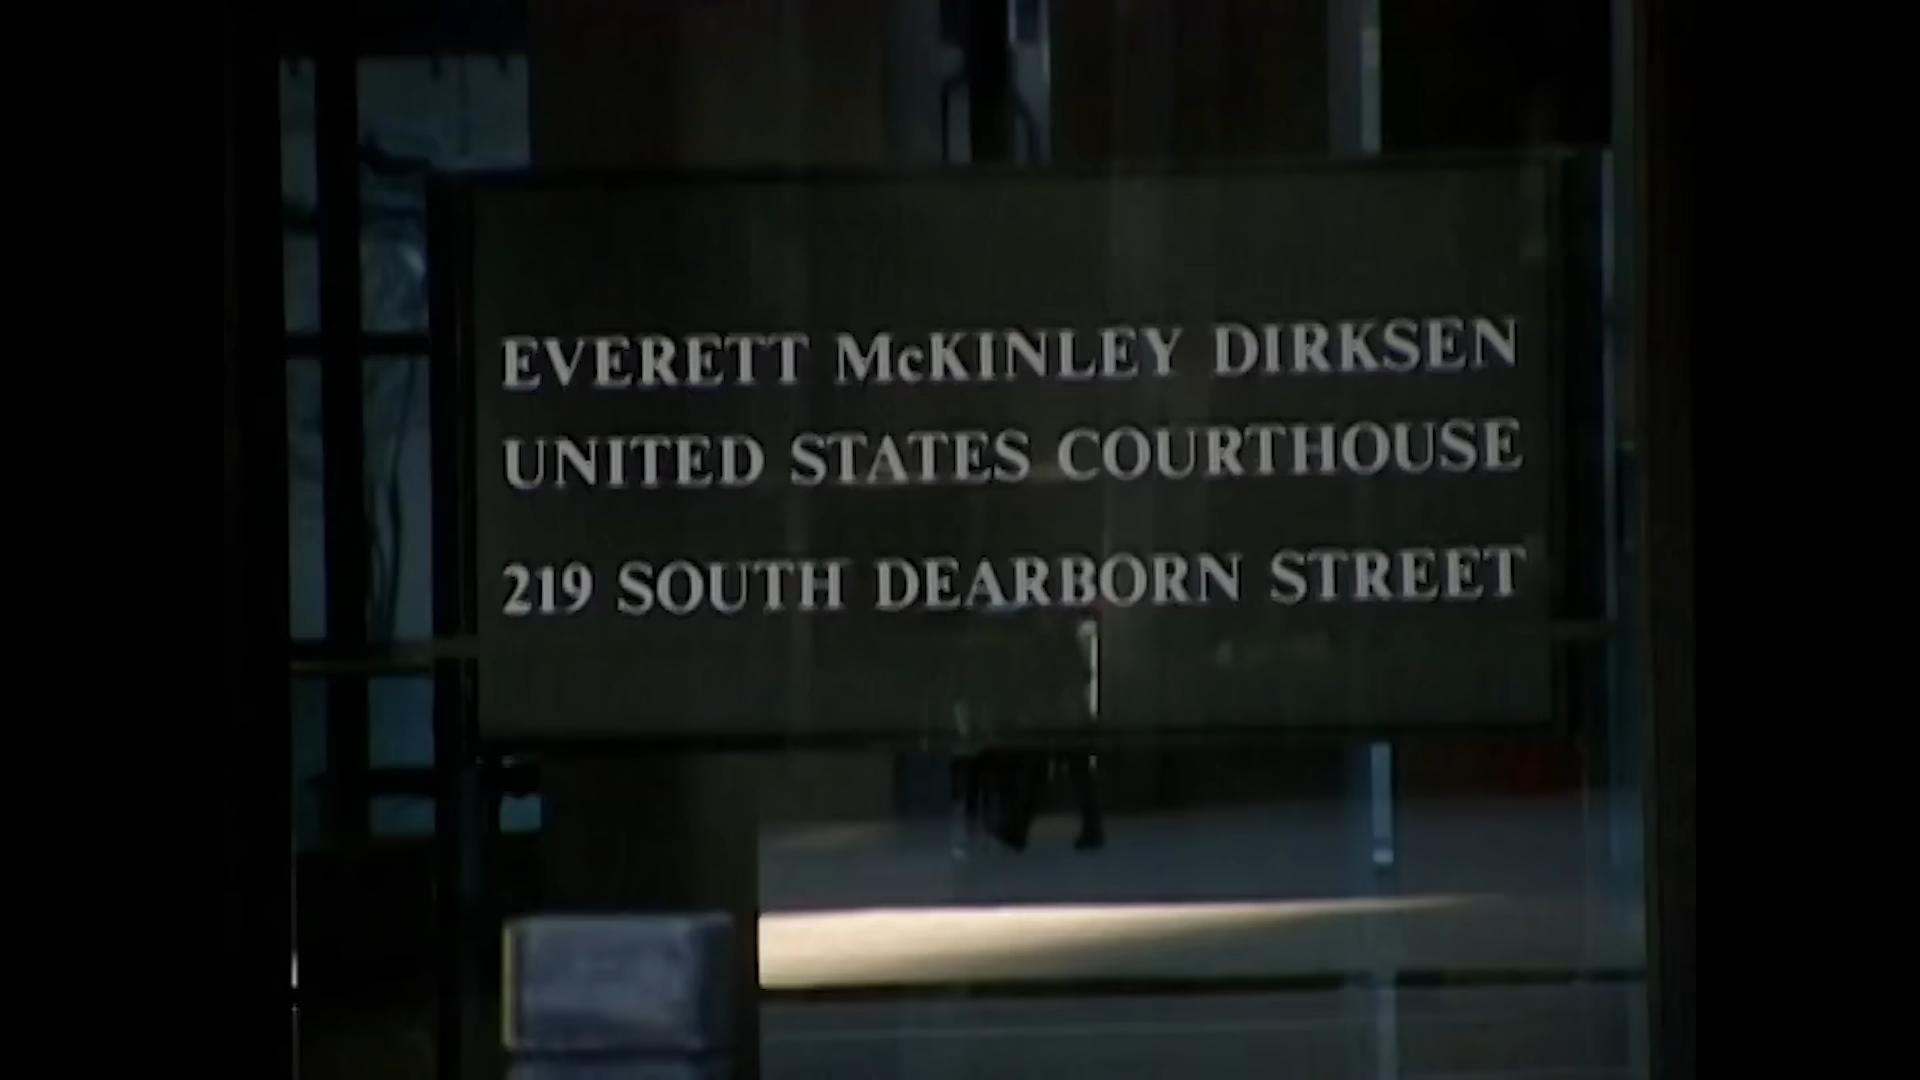 EVERETT McKINLEY DIRKSEN
UNITED STATES COURTHOUSE
219 SOUTH DEARBORN STREET